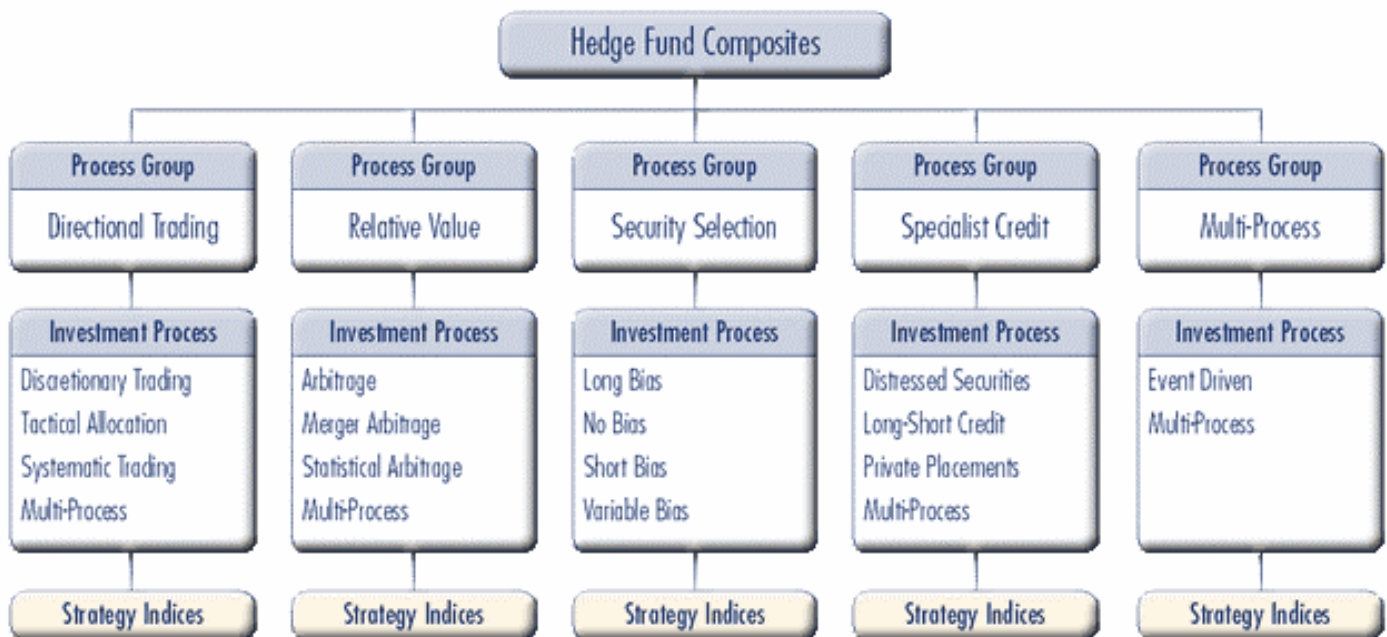 Hedge Fund Composites
Process Group
Directional Trading
Process Group
Relative Value
Process Group
Security Selection
Process Group
Specialist Credit
Process Group
Multi-Process
Investment Process
Discretionary Trading
Tactical Allocation
Systematic Trading
Multi-Process
Investment Process
Arbitrage
Merger Arbitrage
Statistical Arbitrage
Multi-Process
Investment Process
Long Bias
No Bias
Short Bias
Variable Bias
Investment Process
Distressed Securities
Long-Short Credit
Private Placements
Multi-Process
Investment Process
Event Driven
Multi-Process
Strategy Indices
Strategy Indices
Strategy Indices
Strategy Indices
Strategy Indices